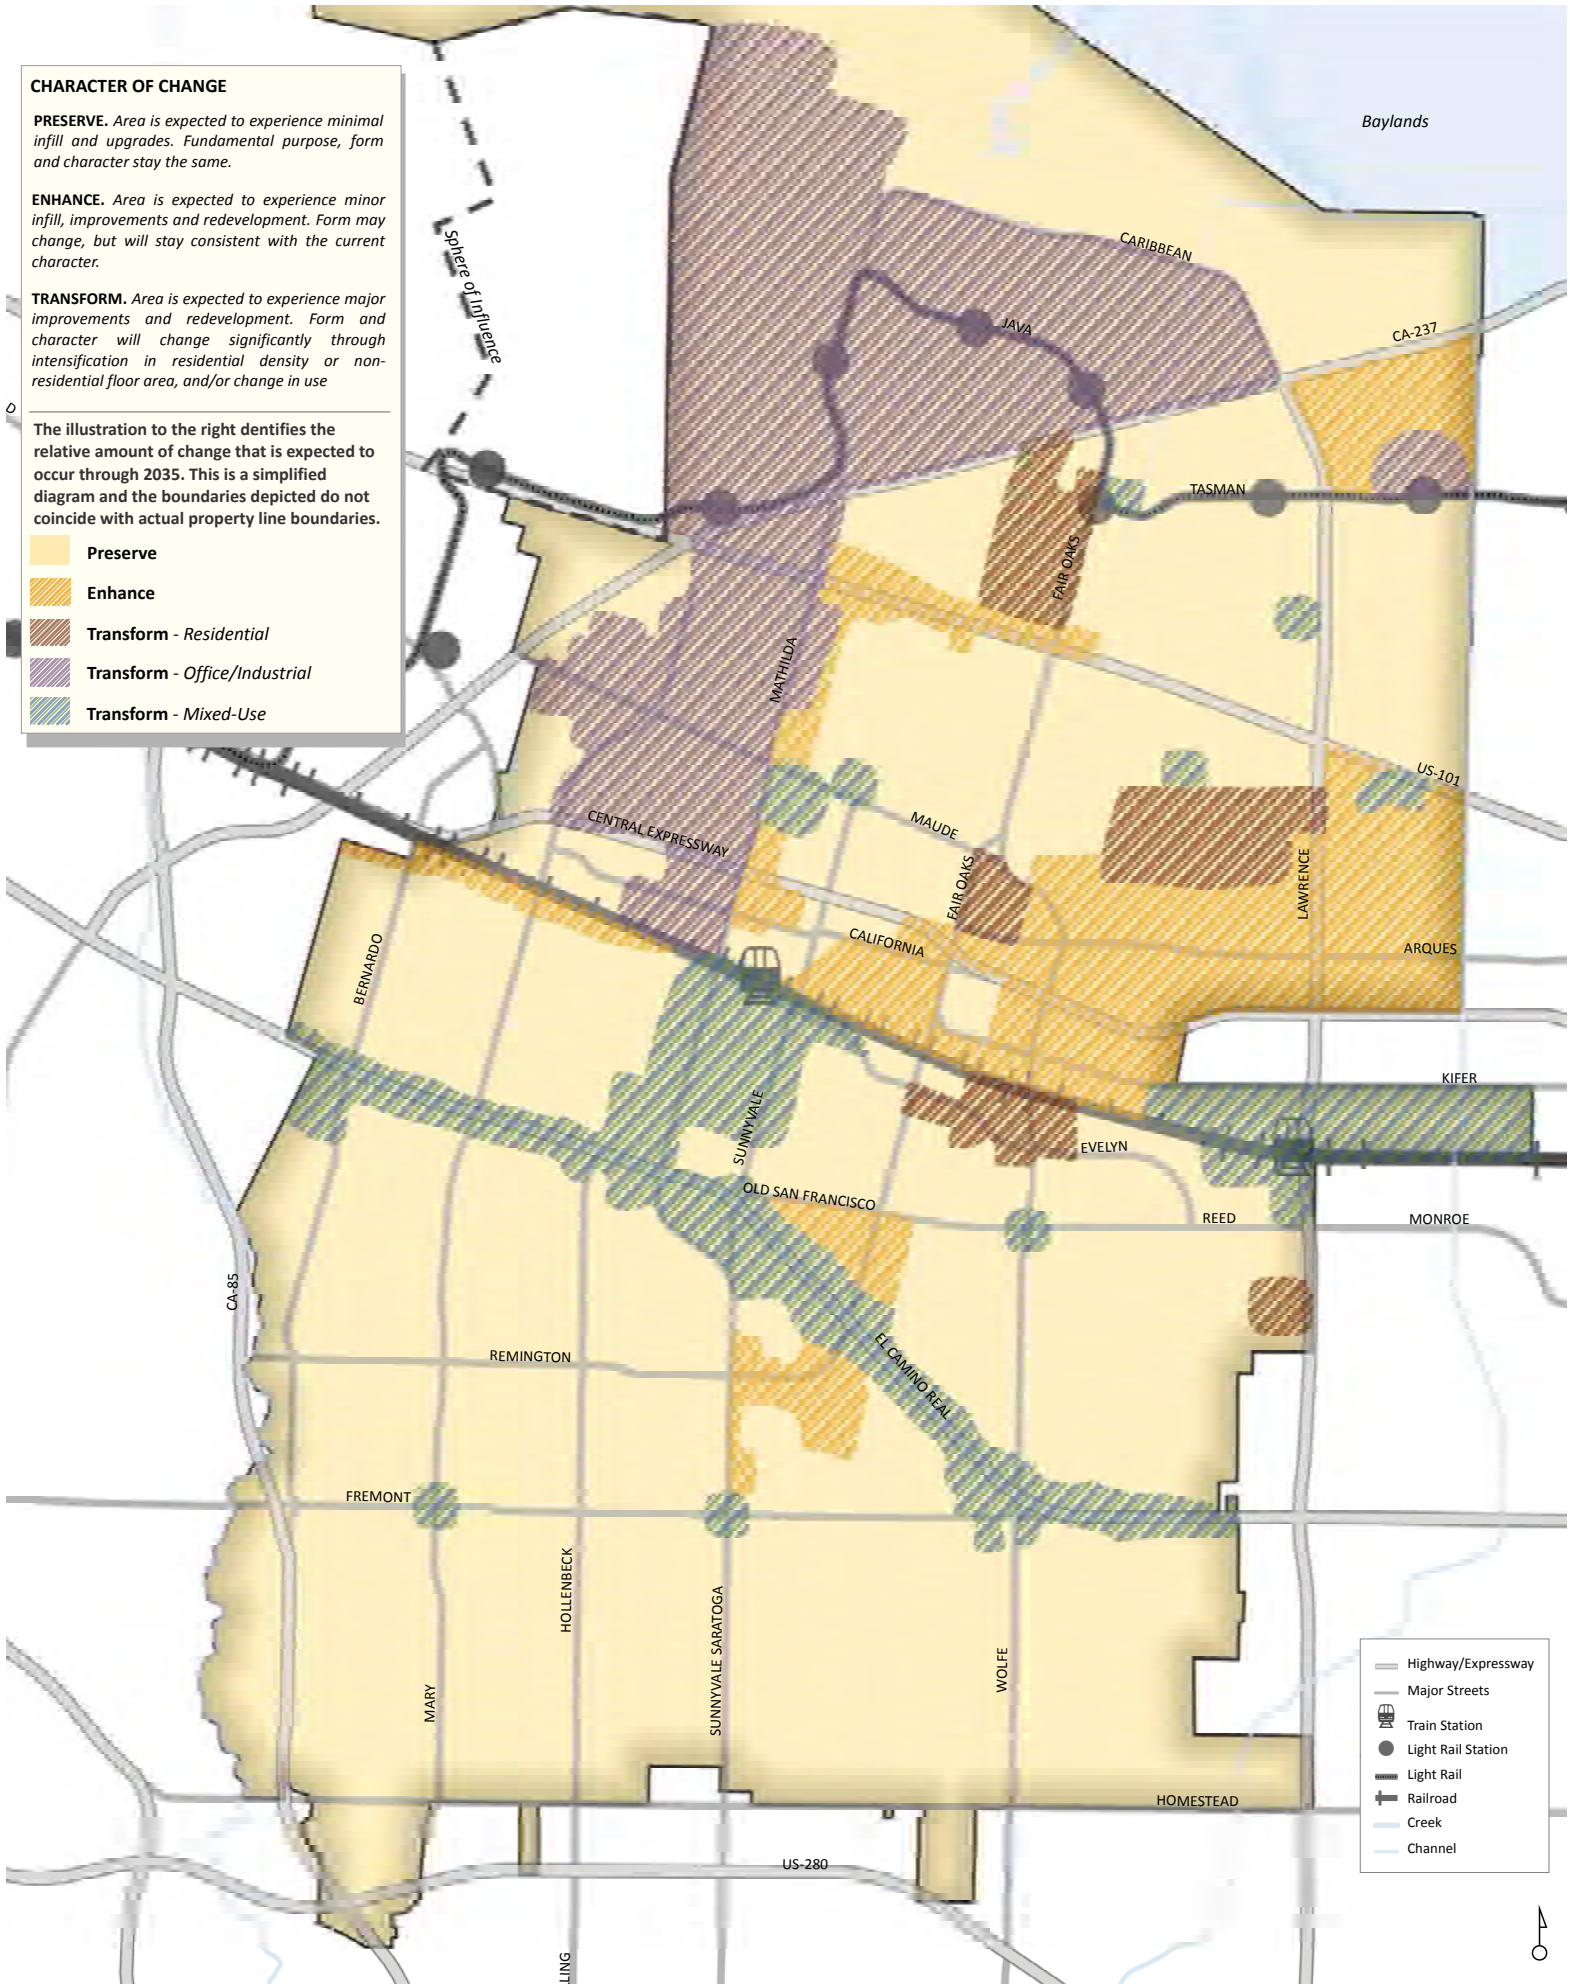 CHARACTER OF CHANGE
PRESERVE. Area is expected to experience minimal
infill and upgrades. Fundamental purpose, form
and character stay the same.
ENHANCE. Area is expected to experience minor
infill, improvements and redevelopment. Form may
change, but will stay consistent with the current
character.
TRANSFORM. Area is expected to experience major
improvements and redevelopment. Form and
character will change significantly through
intensification in residential density or non-
residential floor area, and/or change in use
The illustration to the right dentifies the
relative amount of change that is expected to
occur through 2035. This is a simplified
diagram and the boundaries depicted do not
coincide with actual property line boundaries.
Preserve
Enhance
Transform - Residential
Transform - Office/Industrial
Transform - Mixed-Use
Baylands
Sphere of Influence
CARIBBEAN
JAVA
CA-237
D
TASMAN
FAIR OAKS
MATHILDA
US-101
CENTRAL EXPRESSWAY
MAUDE
FAIR OAKS
LAWRENCE
CALIFORNIA
ARQUES
BERNARDO
KIFER
SUNNYVALE
EVELYN
OLD SAN FRANCISCO
REED
MONROE
CA-85
REMINGTON
EL CAMINO REAL
FREMONT
HOLLENBECK
SUNNYVALE SARATOGA
WOLFE
MARY
HOMESTEAD
US-280
LING
Highway/Expressway
Major Streets
Train Station
Light Rail Station
Light Rail
Railroad
Creek
Channel